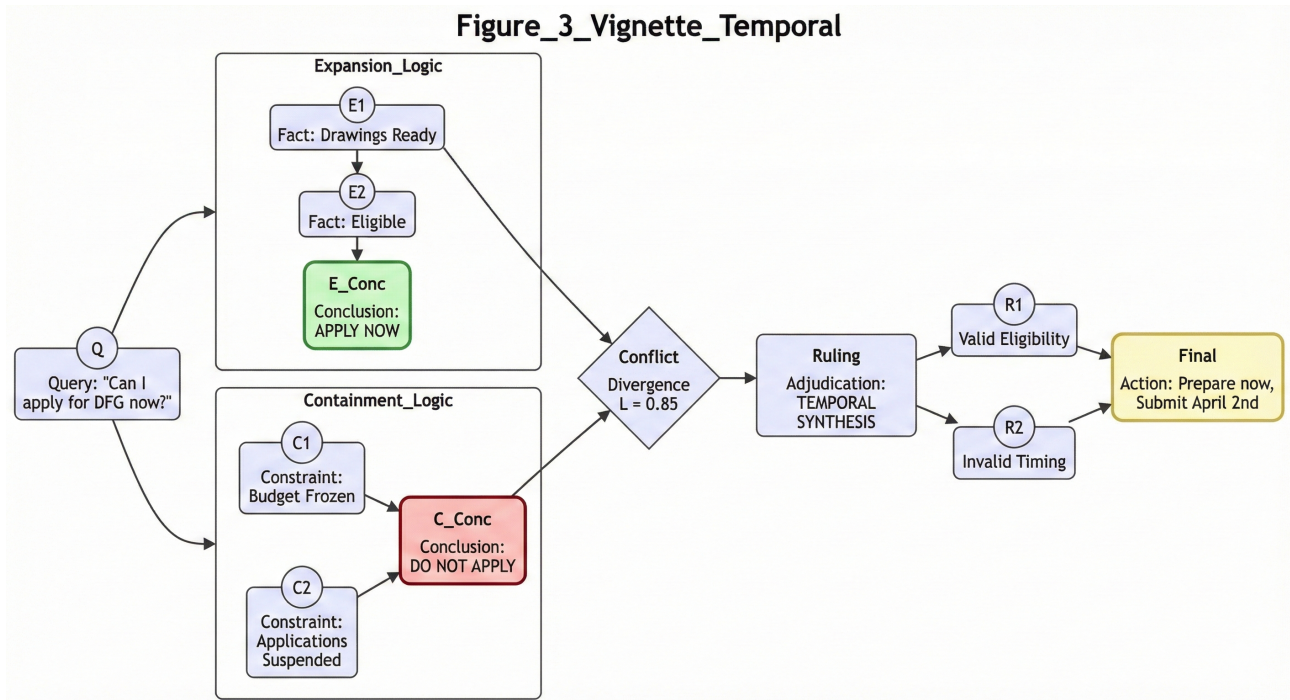 Figure_3_Vignette_Temporal
Expansion_Logic
E1
Fact: Drawings Ready
E2
Fact: Eligible
E_Conc
Conclusion:
APPLY NOW
Q
Query: "Can I
apply for DFG now?"
Containment_Logic
C1
Constraint:
Budget Frozen
C2
Constraint:
Applications
Suspended
C_Conc
Conclusion:
DO NOT APPLY
Conflict
Divergence
L = 0.85
Ruling
Adjudication:
TEMPORAL
SYNTHESIS
R1
Valid Eligibility
R2
Invalid Timing
Final
Action: Prepare now,
Submit April 2nd